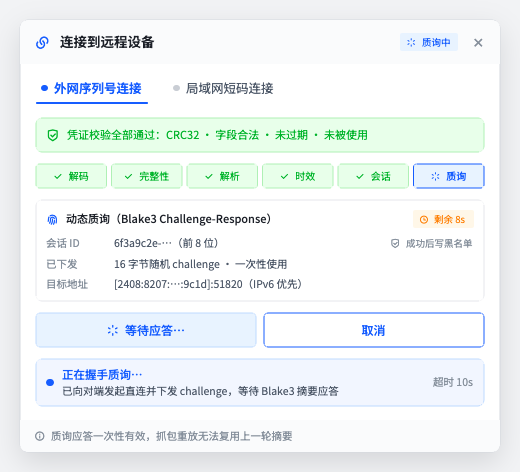 连接到远程设备
质询中
外网序列号连接
局域网短码连接
凭证校验全部通过：CRC32 · 字段合法 · 未过期 · 未被使用
解码
完整性
解析
时效
会话
质询
动态质询（Blake3 Challenge-Response）
剩余 8s
会话 ID 6f3a9c2e-…（前 8 位）
成功后写黑名单
已下发 16 字节随机 challenge · 一次性使用
目标地址 [2408:8207:…:9c1d]:51820（IPv6 优先）
等待应答…
取消
正在握手质询…
已向对端发起直连并下发 challenge，等待 Blake3 摘要应答
超时 10s
质询应答一次性有效，抓包重放无法复用上一轮摘要